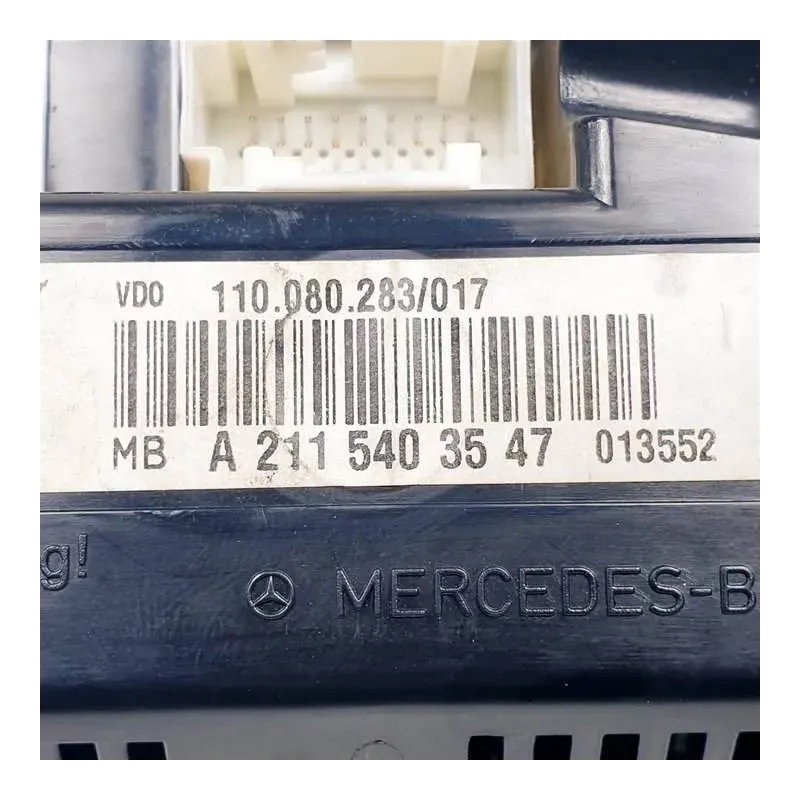 VDO 110.080.283/017
MB A 211 540 35 47 013552
g!
MERCEDES-B